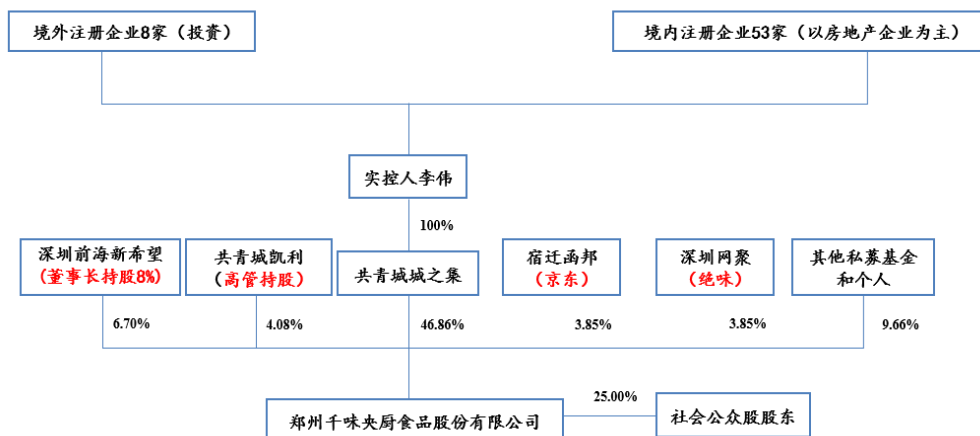 境外注册企业8家（投资）
境内注册企业53家（以房地产企业为主）
实控人李伟
100%
深圳前海新希望
(董事长持股8%)
共青城凯利
（高管持股）
共青城城之集
宿迁函邦
（京东）
深圳网聚
（绝味）
其他私募基金
和个人
6.70%
4.08%
46.86%
3.85%
3.85%
9.66%
郑州千味央厨食品股份有限公司
25.00%
社会公众股股东